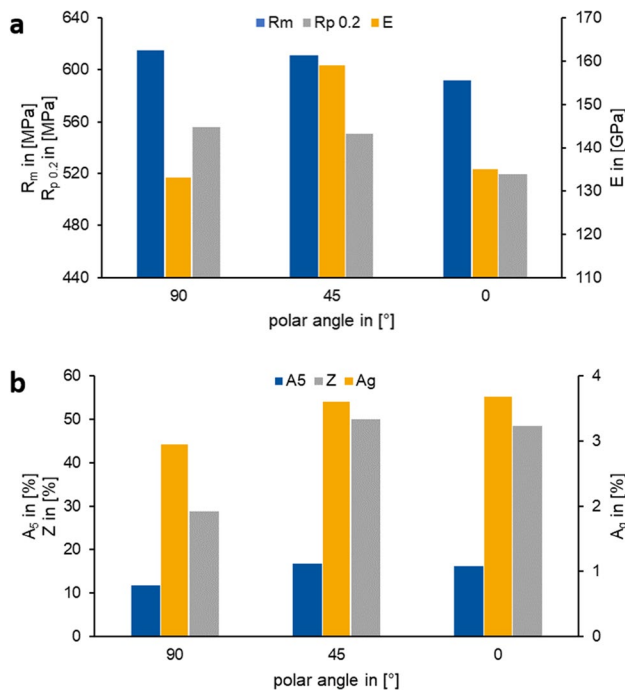 a
Rm Rp 0.2 E
640
600
560
520
480
440
170
160
150
140
130
120
110
Rm in [MPa]
Rp 0.2 in [MPa]
E in [GPa]
90 45 0
polar angle in [°]
b
A5 Z Ag
60
50
40
30
20
10
0
4
3
2
1
0
A5 in [%]
Z in [%]
Ag in [%]
90 45 0
polar angle in [°]